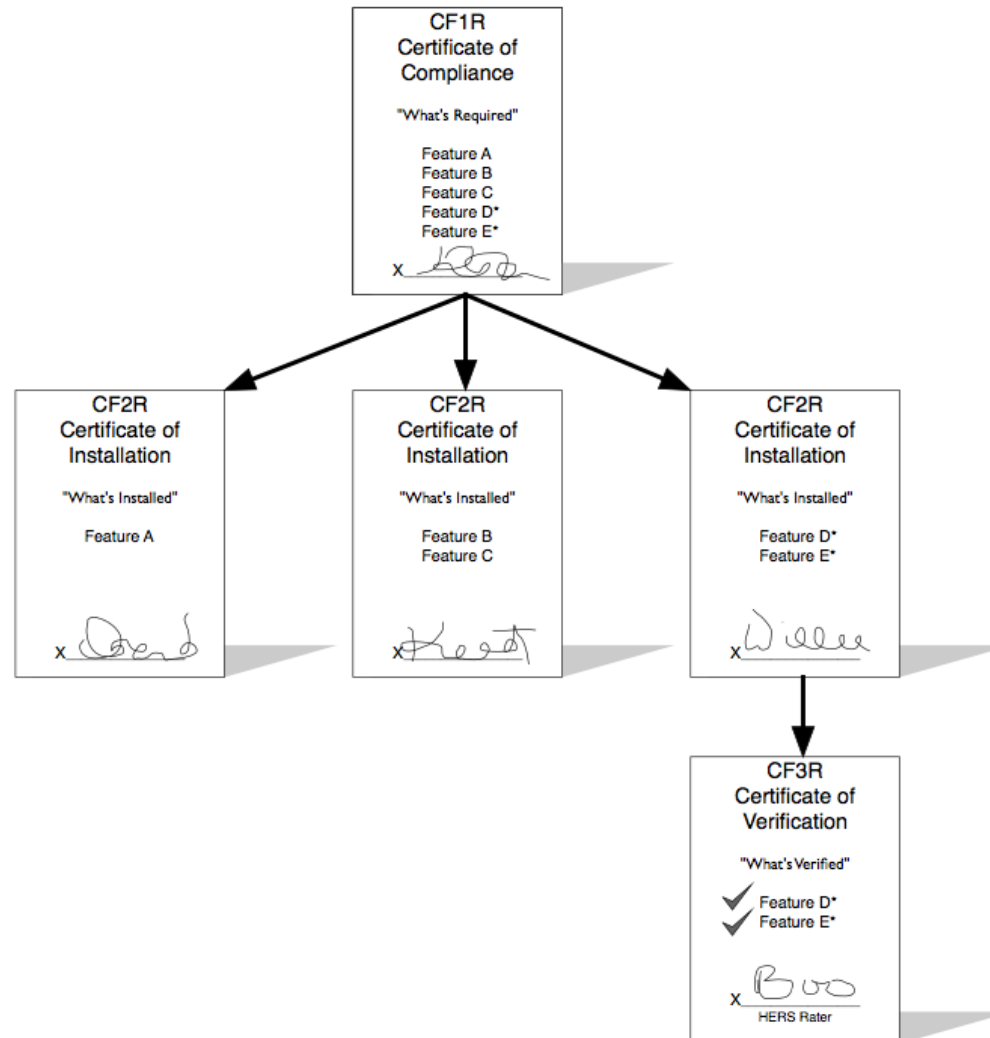 CF1R
Certificate of
Compliance
"What's Required"
Feature A
Feature B
Feature C
Feature D*
Feature E*
X
CF2R
Certificate of
Installation
"What's Installed"
Feature A
X
CF2R
Certificate of
Installation
"What's Installed"
Feature B
Feature C
X
CF2R
Certificate of
Installation
"What's Installed"
Feature D*
Feature E*
X Willee
CF3R
Certificate of
Verification
"What's Verified"
Feature D*
Feature E*
X Boo
HERS Rater